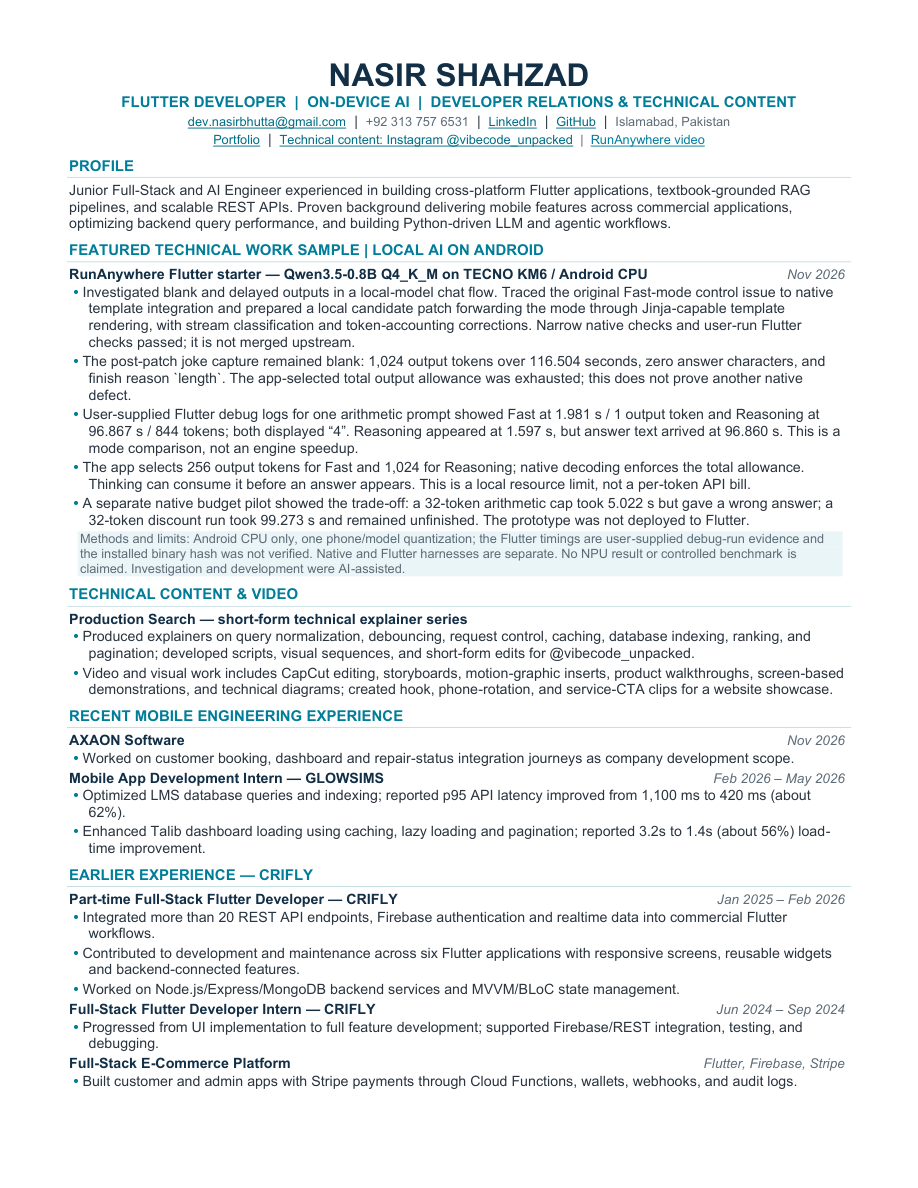 NASIR SHAHZAD
FLUTTER DEVELOPER | ON-DEVICE AI | DEVELOPER RELATIONS & TECHNICAL CONTENT
dev.nasirbhutta@gmail.com | +92 313 757 6531 | LinkedIn | GitHub | Islamabad, Pakistan
Portfolio | Technical content: Instagram @vibecode_unpacked | RunAnywhere video
PROFILE
Junior Full-Stack and AI Engineer experienced in building cross-platform Flutter applications, textbook-grounded RAG
pipelines, and scalable REST APIs. Proven background delivering mobile features across commercial applications,
optimizing backend query performance, and building Python-driven LLM and agentic workflows.
FEATURED TECHNICAL WORK SAMPLE | LOCAL AI ON ANDROID
RunAnywhere Flutter starter — Qwen3.5-0.8B Q4_K_M on TECNO KM6 / Android CPU Nov 2026
• Investigated blank and delayed outputs in a local-model chat flow. Traced the original Fast-mode control issue to native
template integration and prepared a local candidate patch forwarding the mode through Jinja-capable template
rendering, with stream classification and token-accounting corrections. Narrow native checks and user-run Flutter
checks passed; it is not merged upstream.
• The post-patch joke capture remained blank: 1,024 output tokens over 116.504 seconds, zero answer characters, and
finish reason `length`. The app-selected total output allowance was exhausted; this does not prove another native
defect.
• User-supplied Flutter debug logs for one arithmetic prompt showed Fast at 1.981 s / 1 output token and Reasoning at
96.867 s / 844 tokens; both displayed “4”. Reasoning appeared at 1.597 s, but answer text arrived at 96.860 s. This is a
mode comparison, not an engine speedup.
• The app selects 256 output tokens for Fast and 1,024 for Reasoning; native decoding enforces the total allowance.
Thinking can consume it before an answer appears. This is a local resource limit, not a per-token API bill.
• A separate native budget pilot showed the trade-off: a 32-token arithmetic cap took 5.022 s but gave a wrong answer; a
32-token discount run took 99.273 s and remained unfinished. The prototype was not deployed to Flutter.
Methods and limits: Android CPU only, one phone/model quantization; the Flutter timings are user-supplied debug-run evidence and
the installed binary hash was not verified. Native and Flutter harnesses are separate. No NPU result or controlled benchmark is
claimed. Investigation and development were AI-assisted.
TECHNICAL CONTENT & VIDEO
Production Search — short-form technical explainer series
• Produced explainers on query normalization, debouncing, request control, caching, database indexing, ranking, and
pagination; developed scripts, visual sequences, and short-form edits for @vibecode_unpacked.
• Video and visual work includes CapCut editing, storyboards, motion-graphic inserts, product walkthroughs, screen-based
demonstrations, and technical diagrams; created hook, phone-rotation, and service-CTA clips for a website showcase.
RECENT MOBILE ENGINEERING EXPERIENCE
AXAON Software Nov 2026
• Worked on customer booking, dashboard and repair-status integration journeys as company development scope.
Mobile App Development Intern — GLOWSIMS Feb 2026 – May 2026
• Optimized LMS database queries and indexing; reported p95 API latency improved from 1,100 ms to 420 ms (about
62%).
• Enhanced Talib dashboard loading using caching, lazy loading and pagination; reported 3.2s to 1.4s (about 56%) load-
time improvement.
EARLIER EXPERIENCE — CRIFLY
Part-time Full-Stack Flutter Developer — CRIFLY Jan 2025 – Feb 2026
• Integrated more than 20 REST API endpoints, Firebase authentication and realtime data into commercial Flutter
workflows.
• Contributed to development and maintenance across six Flutter applications with responsive screens, reusable widgets
and backend-connected features.
• Worked on Node.js/Express/MongoDB backend services and MVVM/BLoC state management.
Full-Stack Flutter Developer Intern — CRIFLY Jun 2024 – Sep 2024
• Progressed from UI implementation to full feature development; supported Firebase/REST integration, testing, and
debugging.
Full-Stack E-Commerce Platform Flutter, Firebase, Stripe
• Built customer and admin apps with Stripe payments through Cloud Functions, wallets, webhooks, and audit logs.